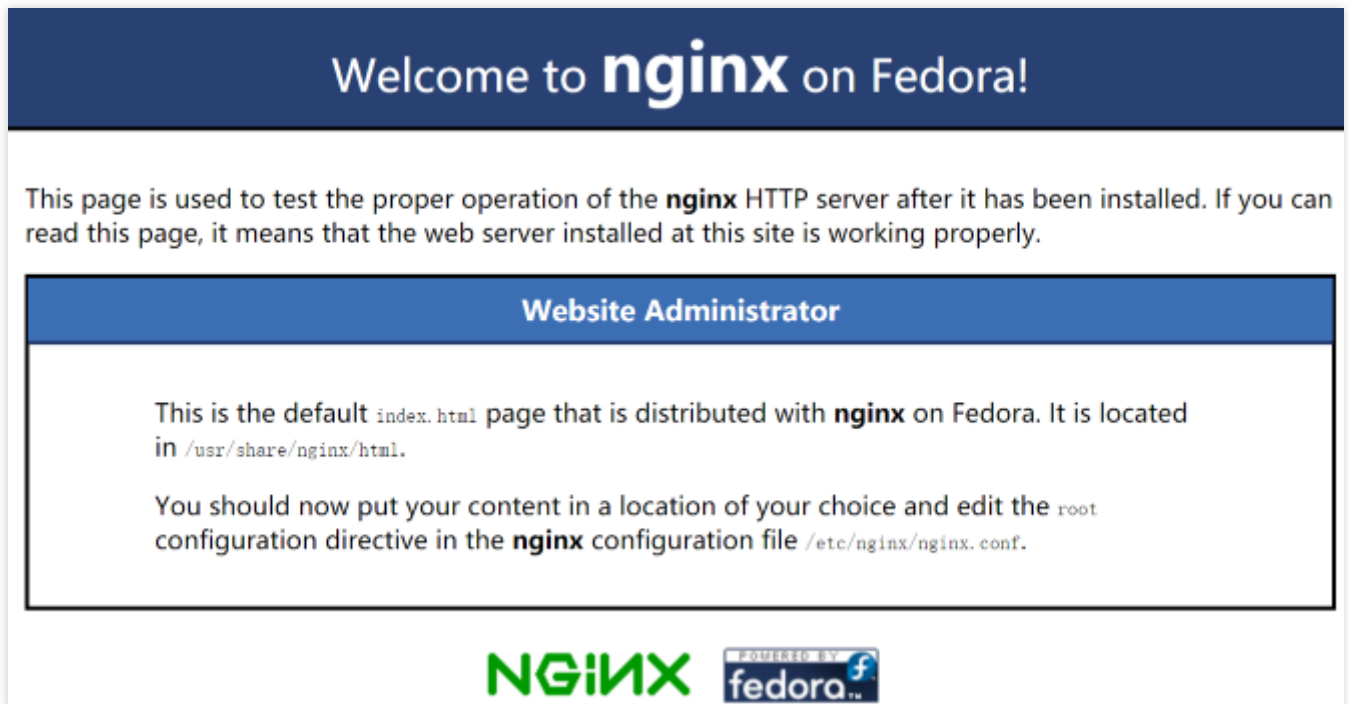 Welcome to nginx on Fedora!
This page is used to test the proper operation of the nginx HTTP server after it has been installed. If you can
read this page, it means that the web server installed at this site is working properly.
Website Administrator
This is the default index.html page that is distributed with nginx on Fedora. It is located
in /usr/share/nginx/html.
You should now put your content in a location of your choice and edit the root
configuration directive in the nginx configuration file /etc/nginx/nginx.conf.
NGiNX
POWERED BY
fedora™